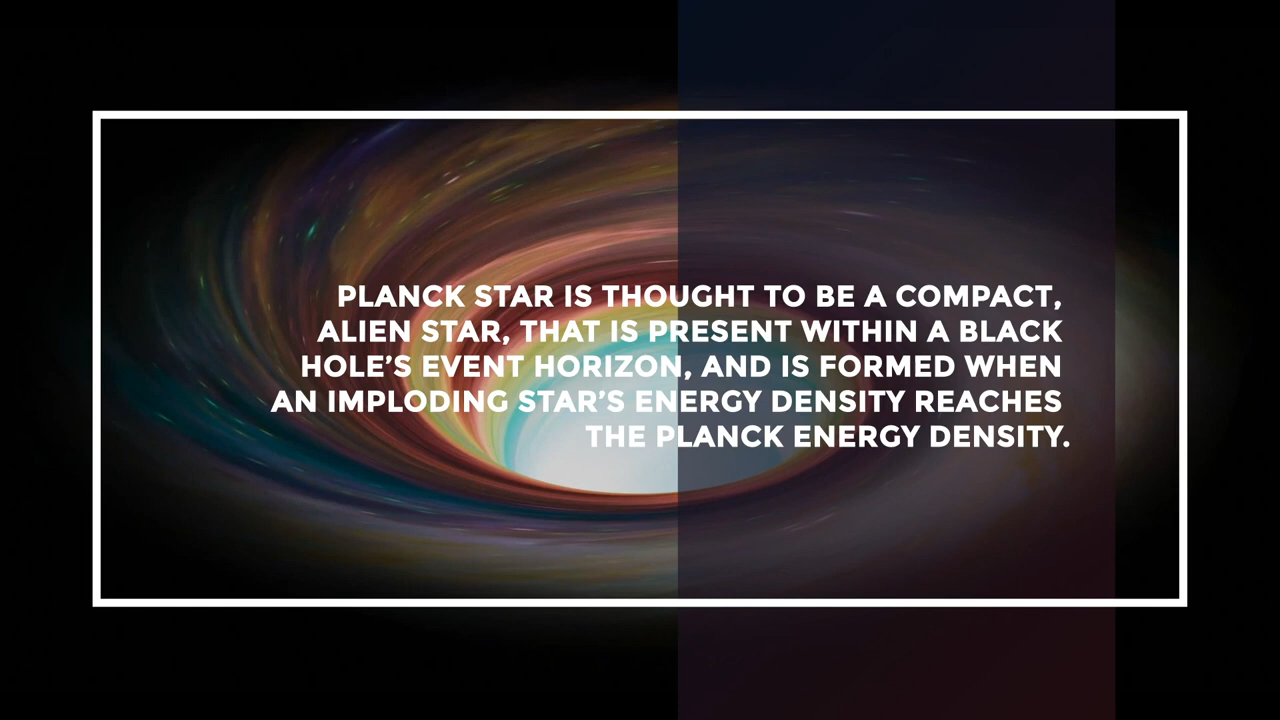 PLANCK STAR IS THOUGHT TO BE A COMPACT,
ALIEN STAR, THAT IS PRESENT WITHIN A BLACK
HOLE’S EVENT HORIZON, AND IS FORMED WHEN
AN IMPLODING STAR’S ENERGY DENSITY REACHES
THE PLANCK ENERGY DENSITY.